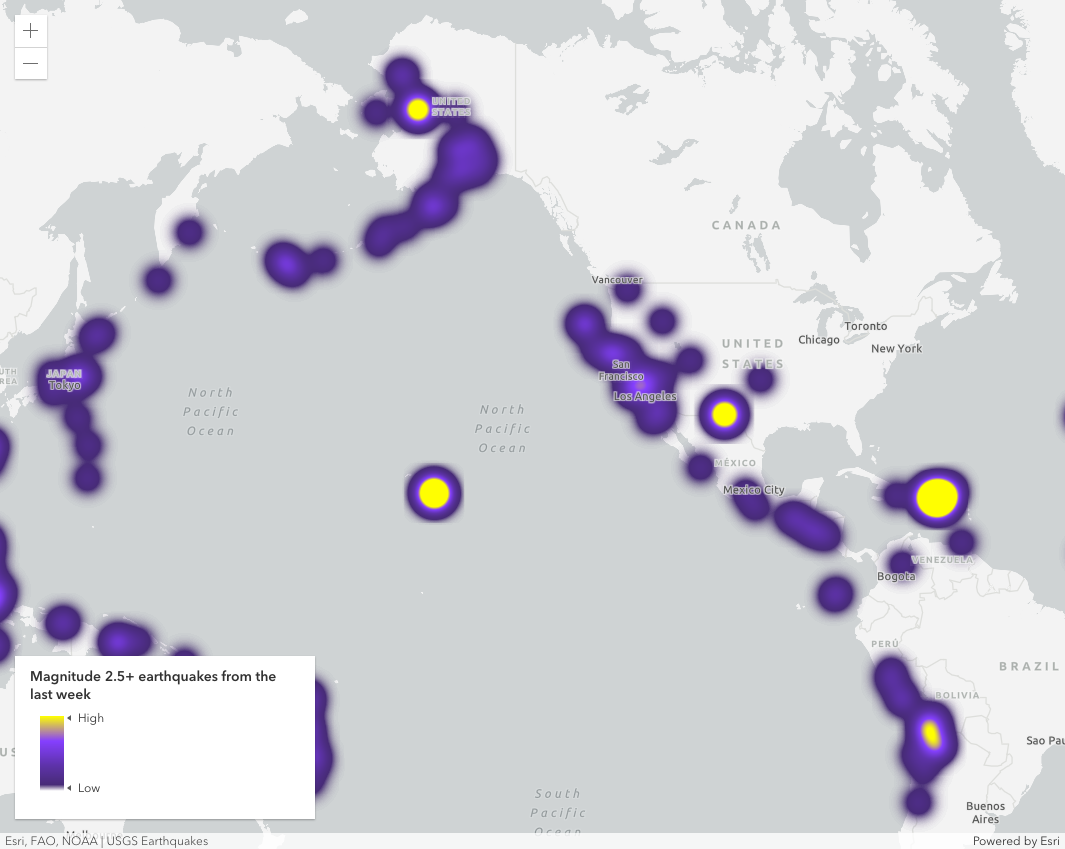 +
−
UNITED
STATES
CANADA
Vancouver
Toronto
Chicago
New York
UNITED
STATES
San
Francisco
Los Angeles
JAPAN
Tokyo
North
Pacific
Ocean
North
Pacific
Ocean
MÉXICO
Mexico City
VENEZUELA
Bogota
PERÚ
BRAZIL
BOLIVIA
Sao Pau
Buenos
Aires
South
Pacific
Ocean
Magnitude 2.5+ earthquakes from the
last week
High
Low
Esri, FAO, NOAA | USGS Earthquakes
Powered by Esri